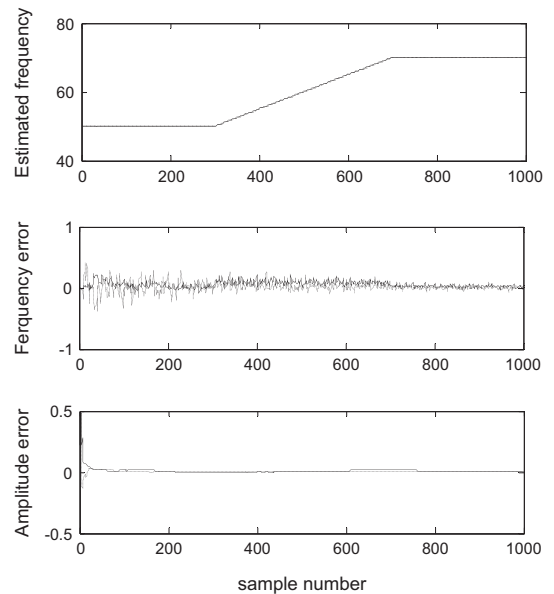 Estimated frequency
80
60
40
0 200 400 600 800 1000
Ferquency error
1
0
-1
0 200 400 600 800 1000
Amplitude error
0.5
0
-0.5
0 200 400 600 800 1000
sample number